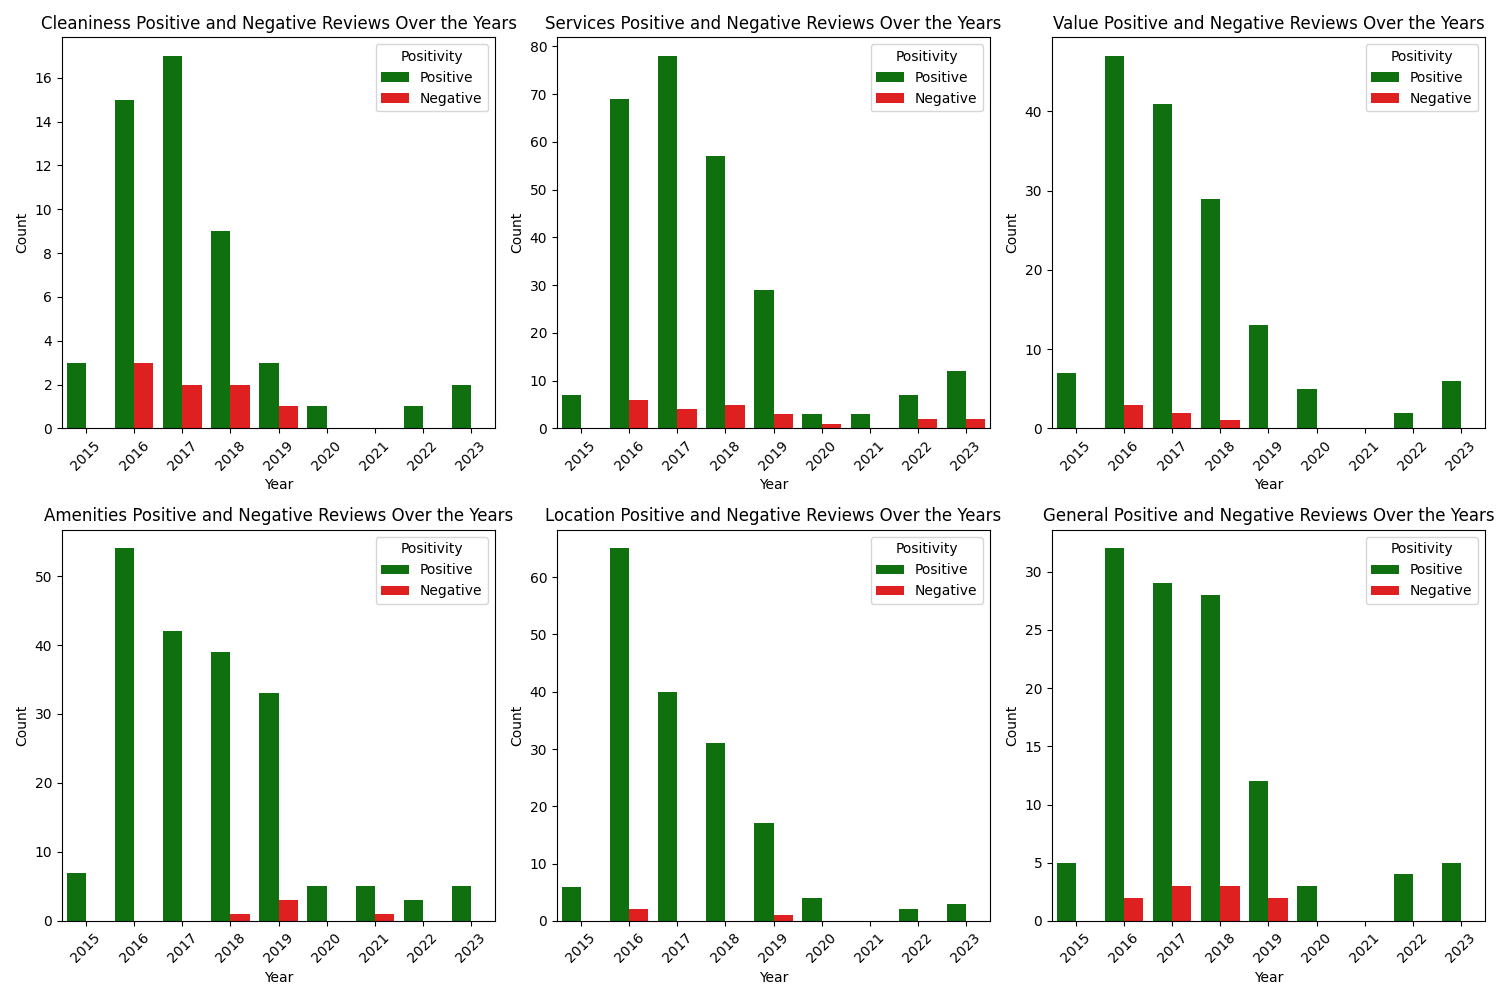 Cleaniness Positive and Negative Reviews Over the Years
Positivity
Positive
Negative
Count
16
14
12
10
8
6
4
2
0
2015 2016 2017 2018 2019 2020 2021 2022 2023
Year
Services Positive and Negative Reviews Over the Years
Positivity
Positive
Negative
Count
80
70
60
50
40
30
20
10
0
2015 2016 2017 2018 2019 2020 2021 2022 2023
Year
Value Positive and Negative Reviews Over the Years
Positivity
Positive
Negative
Count
40
30
20
10
0
2015 2016 2017 2018 2019 2020 2021 2022 2023
Year
Amenities Positive and Negative Reviews Over the Years
Positivity
Positive
Negative
Count
50
40
30
20
10
0
2015 2016 2017 2018 2019 2020 2021 2022 2023
Year
Location Positive and Negative Reviews Over the Years
Positivity
Positive
Negative
Count
60
50
40
30
20
10
0
2015 2016 2017 2018 2019 2020 2021 2022 2023
Year
General Positive and Negative Reviews Over the Years
Positivity
Positive
Negative
Count
30
25
20
15
10
5
0
2015 2016 2017 2018 2019 2020 2021 2022 2023
Year